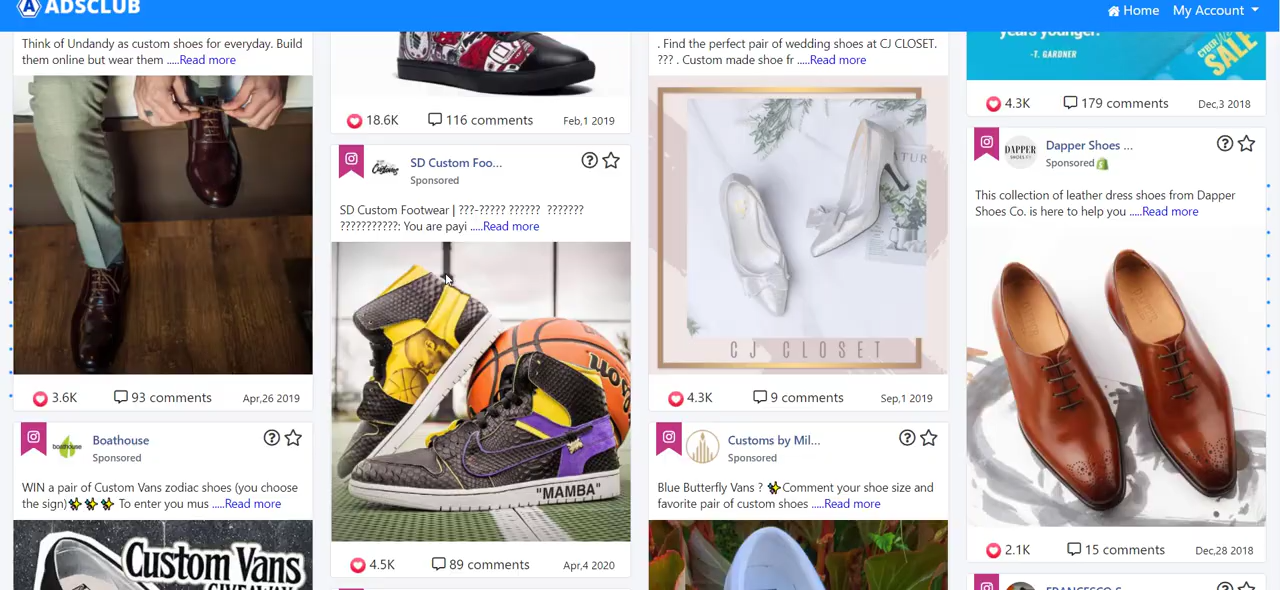 ADSCLUB
Home My Account
Think of Undandy as custom shoes for everyday. Build
them online but wear them .....Read more
3.6K 93 comments Apr,26 2019
Boathouse
Sponsored
WIN a pair of Custom Vans zodiac shoes (you choose
the sign)✨✨✨ To enter you mus .....Read more
Custom Vans
GIVEAWAY
18.6K 116 comments Feb,1 2019
Customs
SD Custom Foo...
Sponsored
SD Custom Footwear | ???-????? ?????? ???????
???????????: You are payi .....Read more
"MAMBA"
4.5K 89 comments Apr,4 2020
. Find the perfect pair of wedding shoes at CJ CLOSET.
??? . Custom made shoe fr .....Read more
CJ CLOSET
4.3K 9 comments Sep,1 2019
Customs by Mil...
Sponsored
Blue Butterfly Vans ? ✨Comment your shoe size and
favorite pair of custom shoes .....Read more
years younger.
-T. GARDNER
CYBER
SALE
4.3K 179 comments Dec,3 2018
DAPPER
SHOES CO
Dapper Shoes ...
Sponsored
This collection of leather dress shoes from Dapper
Shoes Co. is here to help you .....Read more
2.1K 15 comments Dec,28 2018